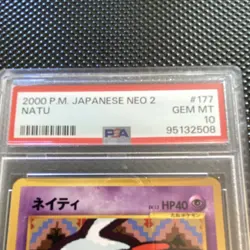 2000 P.M. JAPANESE NEO 2 #177
NATU GEM MT
10
PSA 95132508
ネイティ HP40